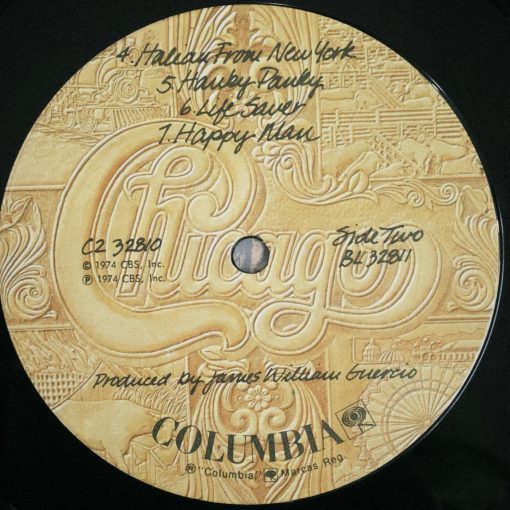 4. Italian From New York
5. Hanky Panky
6. Life Saver
7. Happy Man
Chicago
C2 32810
℗ 1974 CBS, Inc.
© 1974 CBS, Inc.
Side Two
BL 32811
Produced by James William Guercio
COLUMBIA
® "Columbia," Marcas Reg.